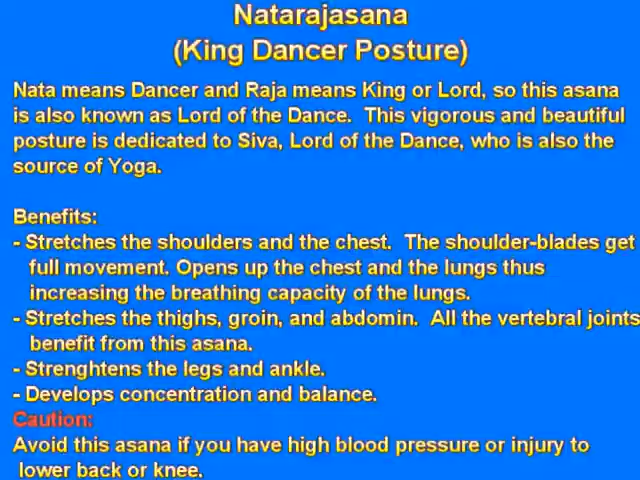 Natarajasana
(King Dancer Posture)
Nata means Dancer and Raja means King or Lord, so this asana
is also known as Lord of the Dance.  This vigorous and beautiful
posture is dedicated to Siva, Lord of the Dance, who is also the
source of Yoga.
Benefits:
- Stretches the shoulders and the chest.  The shoulder-blades get
full movement. Opens up the chest and the lungs thus
increasing the breathing capacity of the lungs.
- Stretches the thighs, groin, and abdomin.  All the vertebral joints
benefit from this asana.
- Strenghtens the legs and ankle.
- Develops concentration and balance.
Caution:
Avoid this asana if you have high blood pressure or injury to
lower back or knee.